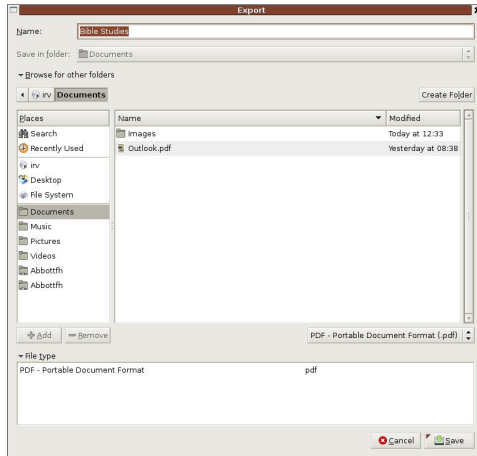 Export
Name: Bible Studies
Save in folder: Documents
Browse for other folders
irv Documents Create Folder
Places Name Modified
Search Images Today at 12:33
Recently Used Outlook.pdf Yesterday at 08:38
irv
Desktop
File System
Documents
Music
Pictures
Videos
Abbottfh
Abbottfh
Add Remove PDF - Portable Document Format (.pdf)
File type
PDF - Portable Document Format pdf
Cancel Save